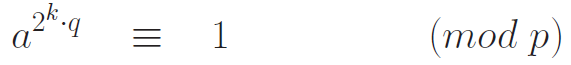 a^{2^k·q} ≡ 1 (mod p)